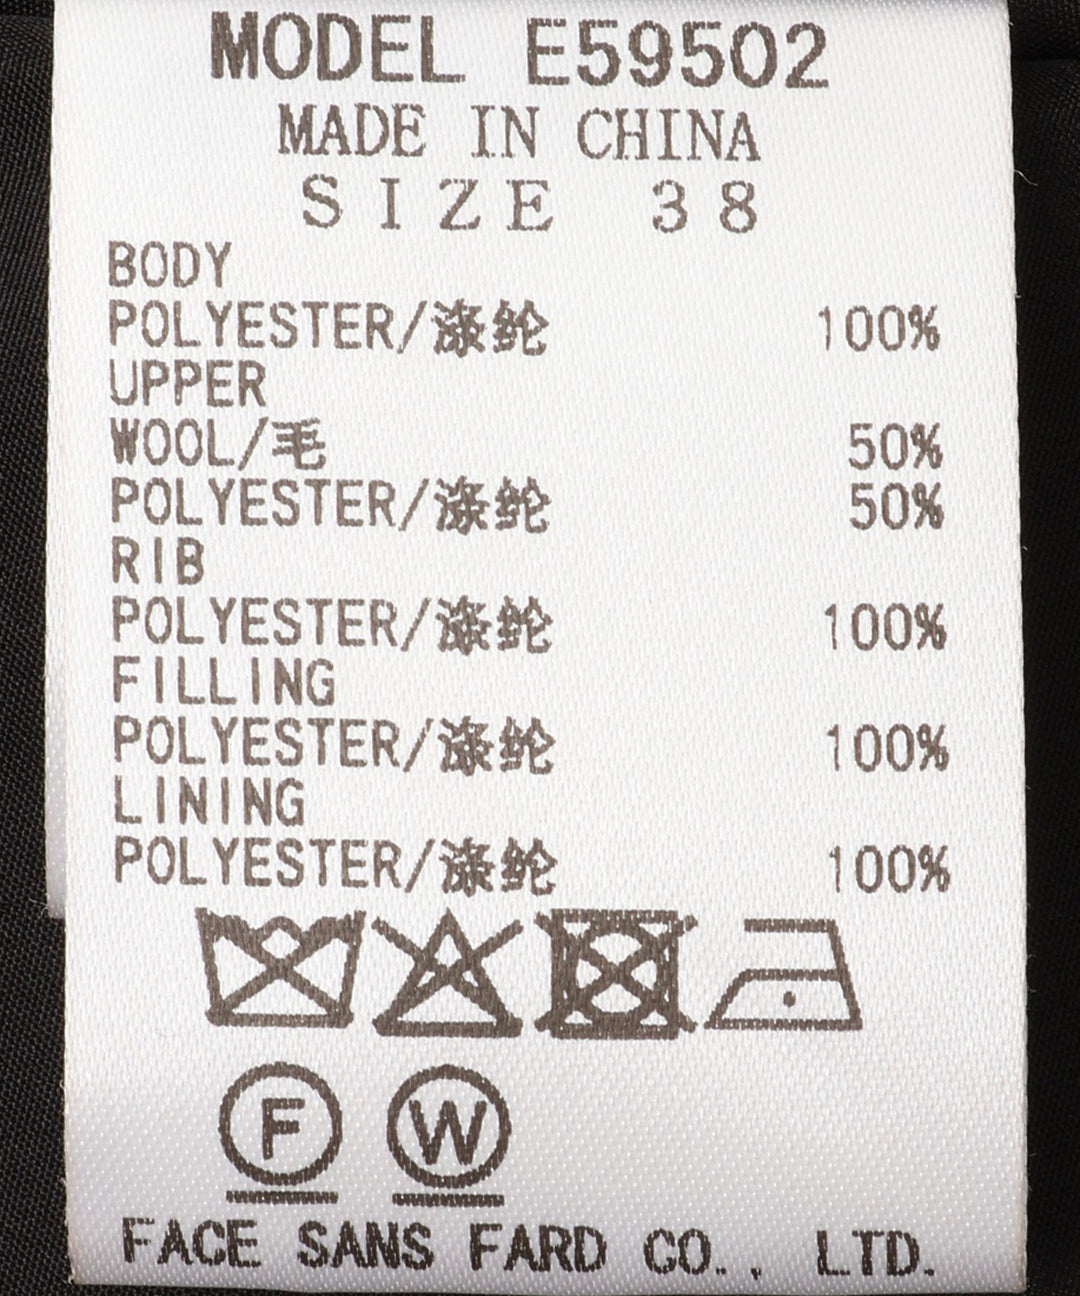 MODEL E59502
MADE IN CHINA
SIZE 38
BODY
POLYESTER/涤纶 100%
UPPER
WOOL/毛 50%
POLYESTER/涤纶 50%
RIB
POLYESTER/涤纶 100%
FILLING
POLYESTER/涤纶 100%
LINING
POLYESTER/涤纶 100%
F W
FACE SANS FARD CO., LTD.